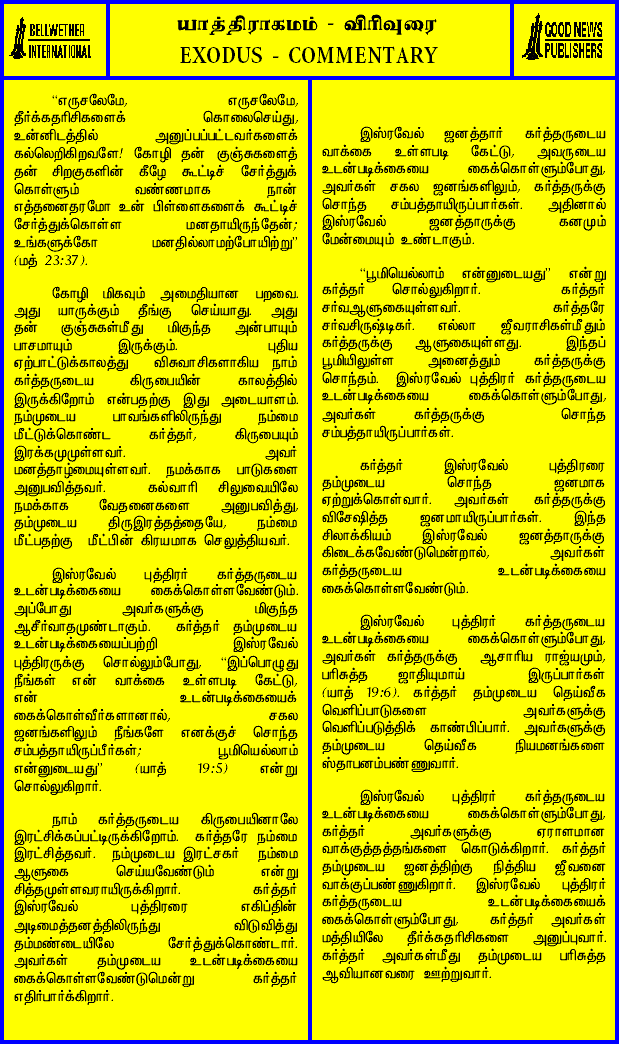 BELLWETHER
INTERNATIONAL
யாத்திராகமம் - விரிவுரை
EXODUS - COMMENTARY
GOOD NEWS
PUBLISHERS
“எருசலேமே, எருசலேமே,
தீர்க்கதரிசிகளைக் கொலைசெய்து,
உன்னிடத்தில் அனுப்பப்பட்டவர்களைக்
கல்லெறிகிறவளே! கோழி தன் குஞ்சுகளைத்
தன் சிறகுகளின் கீழே கூட்டிச் சேர்த்துக்
கொள்ளும் வண்ணமாக நான்
எத்தனைதரமோ உன் பிள்ளைகளைக் கூட்டிச்
சேர்த்துக்கொள்ள மனதாயிருந்தேன்;
உங்களுக்கோ மனதில்லாமற்போயிற்று”
(மத் 23:37).
கோழி மிகவும் அமைதியான பறவை.
அது யாருக்கும் தீங்கு செய்யாது. அது
தன் குஞ்சுகள்மீது மிகுந்த அன்பாயும்
பாசமாயும் இருக்கும். புதிய
ஏற்பாட்டுக்காலத்து விசுவாசிகளாகிய நாம்
கர்த்தருடைய கிருபையின் காலத்தில்
இருக்கிறோம் என்பதற்கு இது அடையாளம்.
நம்முடைய பாவங்களிலிருந்து நம்மை
மீட்டுக்கொண்ட கர்த்தர், கிருபையும்
இரக்கமுமுள்ளவர். அவர்
மனத்தாழ்மையுள்ளவர். நமக்காக பாடுகளை
அனுபவித்தவர். கல்வாரி சிலுவையிலே
நமக்காக வேதனைகளை அனுபவித்து,
தம்முடைய திருஇரத்தத்தையே, நம்மை
மீட்பதற்கு மீட்பின் கிரயமாக செலுத்தியவர்.
இஸ்ரவேல் புத்திரர் கர்த்தருடைய
உடன்படிக்கையை கைக்கொள்ளவேண்டும்.
அப்போது அவர்களுக்கு மிகுந்த
ஆசீர்வாதமுண்டாகும். கர்த்தர் தம்முடைய
உடன்படிக்கையைப்பற்றி இஸ்ரவேல்
புத்திரருக்கு சொல்லும்போது, “இப்பொழுது
நீங்கள் என் வாக்கை உள்ளபடி கேட்டு,
என் உடன்படிக்கையைக்
கைக்கொள்வீர்களானால், சகல
ஜனங்களிலும் நீங்களே எனக்குச் சொந்த
சம்பத்தாயிருப்பீர்கள்; பூமியெல்லாம்
என்னுடையது” (யாத் 19:5) என்று
சொல்லுகிறார்.
நாம் கர்த்தருடைய கிருபையினாலே
இரட்சிக்கப்பட்டிருக்கிறோம். கர்த்தரே நம்மை
இரட்சித்தவர். நம்முடைய இரட்சகர் நம்மை
ஆளுகை செய்யவேண்டும் என்று
சித்தமுள்ளவராயிருக்கிறார். கர்த்தர்
இஸ்ரவேல் புத்திரரை எகிப்தின்
அடிமைத்தனத்திலிருந்து விடுவித்து
தம்மண்டையிலே சேர்த்துக்கொண்டார்.
அவர்கள் தம்முடைய உடன்படிக்கையை
கைக்கொள்ளவேண்டுமென்று கர்த்தர்
எதிர்பார்க்கிறார்.
இஸ்ரவேல் ஜனத்தார் கர்த்தருடைய
வாக்கை உள்ளபடி கேட்டு, அவருடைய
உடன்படிக்கையை கைக்கொள்ளும்போது,
அவர்கள் சகல ஜனங்களிலும், கர்த்தருக்கு
சொந்த சம்பத்தாயிருப்பார்கள். அதினால்
இஸ்ரவேல் ஜனத்தாருக்கு கனமும்
மேன்மையும் உண்டாகும்.
“பூமியெல்லாம் என்னுடையது” என்று
கர்த்தர் சொல்லுகிறார். கர்த்தர்
சர்வஆளுகையுள்ளவர். கர்த்தரே
சர்வசிருஷ்டிகர். எல்லா ஜீவராசிகள்மீதும்
கர்த்தருக்கு ஆளுகையுள்ளது. இந்தப்
பூமியிலுள்ள அனைத்தும் கர்த்தருக்கு
சொந்தம். இஸ்ரவேல் புத்திரர் கர்த்தருடைய
உடன்படிக்கையை கைக்கொள்ளும்போது,
அவர்கள் கர்த்தருக்கு சொந்த
சம்பத்தாயிருப்பார்கள்.
கர்த்தர் இஸ்ரவேல் புத்திரரை
தம்முடைய சொந்த ஜனமாக
ஏற்றுக்கொள்வார். அவர்கள் கர்த்தருக்கு
விசேஷித்த ஜனமாயிருப்பார்கள். இந்த
சிலாக்கியம் இஸ்ரவேல் ஜனத்தாருக்கு
கிடைக்கவேண்டுமென்றால், அவர்கள்
கர்த்தருடைய உடன்படிக்கையை
கைக்கொள்ளவேண்டும்.
இஸ்ரவேல் புத்திரர் கர்த்தருடைய
உடன்படிக்கையை கைக்கொள்ளும்போது,
அவர்கள் கர்த்தருக்கு ஆசாரிய ராஜ்யமும்,
பரிசுத்த ஜாதியுமாய் இருப்பார்கள்
(யாத் 19:6). கர்த்தர் தம்முடைய தெய்வீக
வெளிப்பாடுகளை அவர்களுக்கு
வெளிப்படுத்திக் காண்பிப்பார். அவர்களுக்கு
தம்முடைய தெய்வீக நியமனங்களை
ஸ்தாபனம்பண்ணுவார்.
இஸ்ரவேல் புத்திரர் கர்த்தருடைய
உடன்படிக்கையை கைக்கொள்ளும்போது,
கர்த்தர் அவர்களுக்கு ஏராளமான
வாக்குத்தத்தங்களை கொடுக்கிறார். கர்த்தர்
தம்முடைய ஜனத்திற்கு நித்திய ஜீவனை
வாக்குப்பண்ணுகிறார். இஸ்ரவேல் புத்திரர்
கர்த்தருடைய உடன்படிக்கையைக்
கைக்கொள்ளும்போது, கர்த்தர் அவர்கள்
மத்தியிலே தீர்க்கதரிசிகளை அனுப்புவார்.
கர்த்தர் அவர்கள்மீது தம்முடைய பரிசுத்த
ஆவியானவரை ஊற்றுவார்.